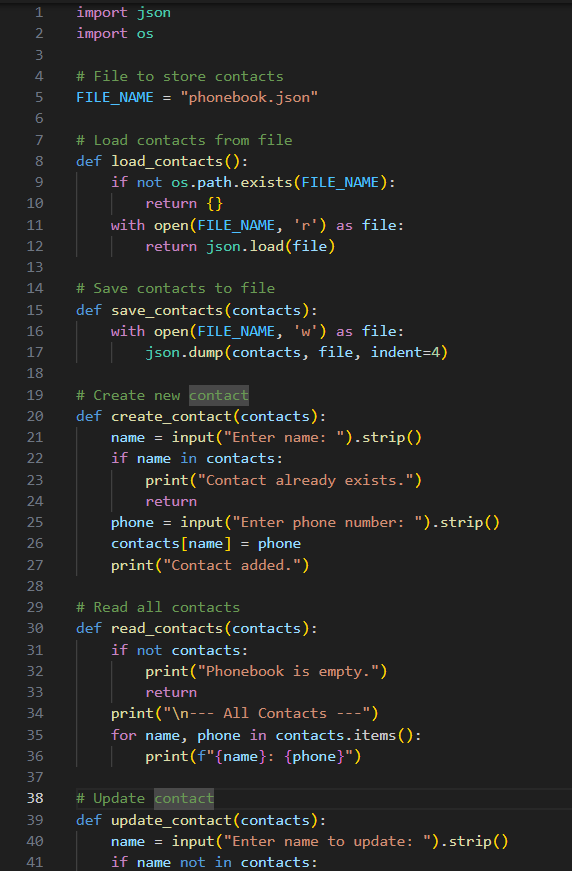 1 import json
2 import os
3
4 # File to store contacts
5 FILE_NAME = "phonebook.json"
6
7 # Load contacts from file
8 def load_contacts():
9     if not os.path.exists(FILE_NAME):
10         return {}
11     with open(FILE_NAME, 'r') as file:
12         return json.load(file)
13
14 # Save contacts to file
15 def save_contacts(contacts):
16     with open(FILE_NAME, 'w') as file:
17         json.dump(contacts, file, indent=4)
18
19 # Create new contact
20 def create_contact(contacts):
21     name = input("Enter name: ").strip()
22     if name in contacts:
23         print("Contact already exists.")
24         return
25     phone = input("Enter phone number: ").strip()
26     contacts[name] = phone
27     print("Contact added.")
28
29 # Read all contacts
30 def read_contacts(contacts):
31     if not contacts:
32         print("Phonebook is empty.")
33         return
34     print("\n--- All Contacts ---")
35     for name, phone in contacts.items():
36         print(f"{name}: {phone}")
37
38 # Update contact
39 def update_contact(contacts):
40     name = input("Enter name to update: ").strip()
41     if name not in contacts: